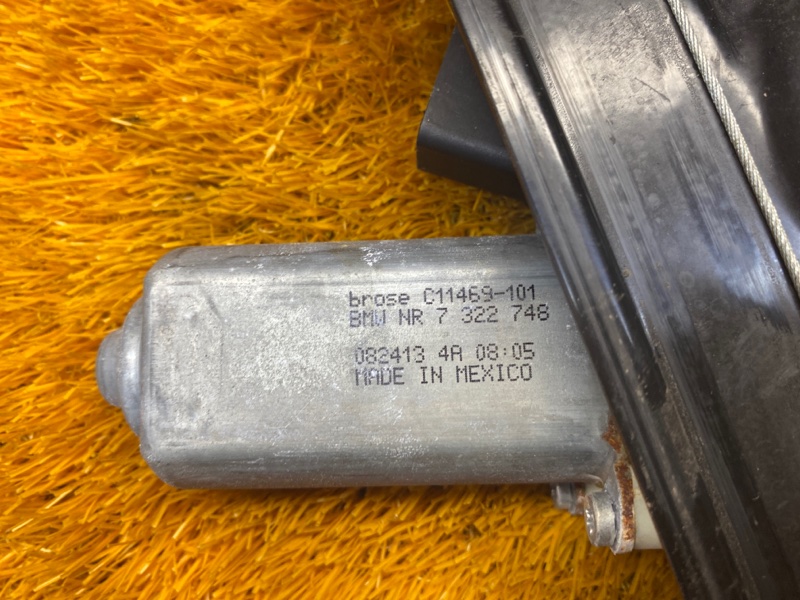 brose C11469-101
BMW NR 7 322 748
082413 4A 08:05
MADE IN MEXICO